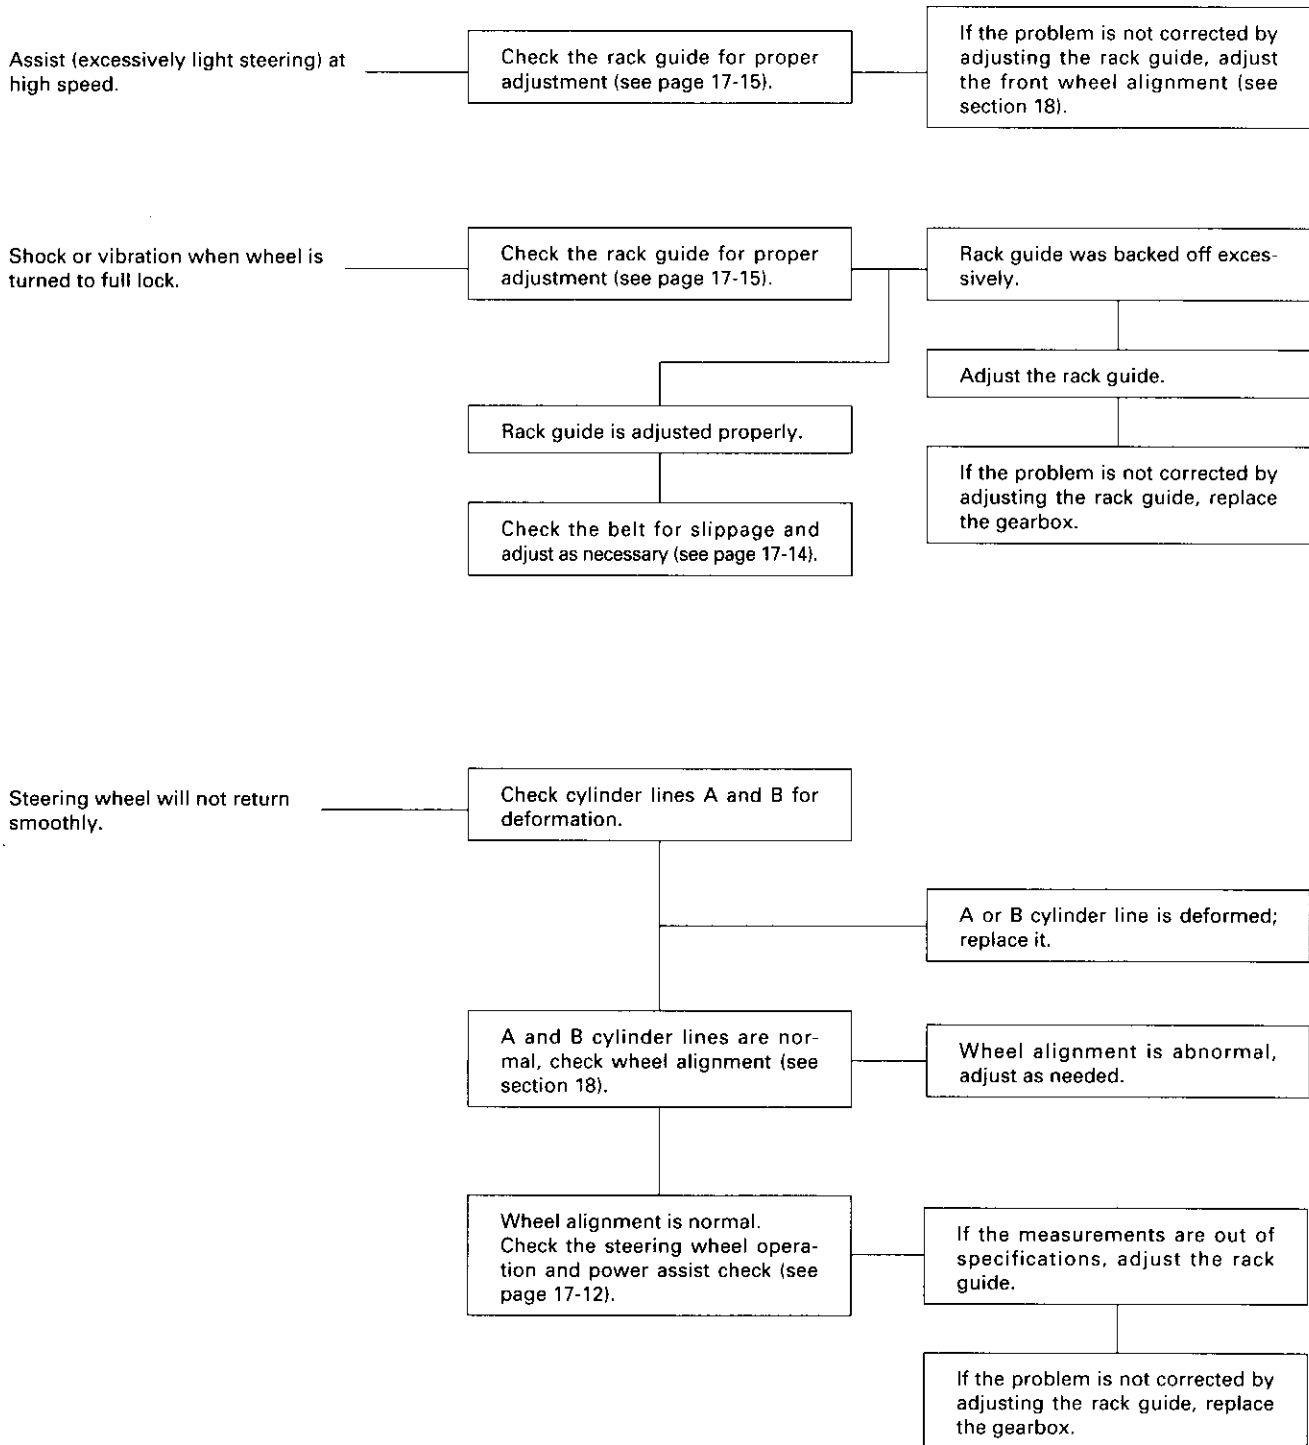 Assist (excessively light steering) at
high speed.
Check the rack guide for proper
adjustment (see page 17-15).
If the problem is not corrected by
adjusting the rack guide, adjust
the front wheel alignment (see
section 18).
Shock or vibration when wheel is
turned to full lock.
Check the rack guide for proper
adjustment (see page 17-15).
Rack guide was backed off exces-
sively.
Adjust the rack guide.
If the problem is not corrected by
adjusting the rack guide, replace
the gearbox.
Rack guide is adjusted properly.
Check the belt for slippage and
adjust as necessary (see page 17-14).
Steering wheel will not return
smoothly.
Check cylinder lines A and B for
deformation.
A or B cylinder line is deformed;
replace it.
A and B cylinder lines are nor-
mal, check wheel alignment (see
section 18).
Wheel alignment is abnormal,
adjust as needed.
Wheel alignment is normal.
Check the steering wheel opera-
tion and power assist check (see
page 17-12).
If the measurements are out of
specifications, adjust the rack
guide.
If the problem is not corrected by
adjusting the rack guide, replace
the gearbox.